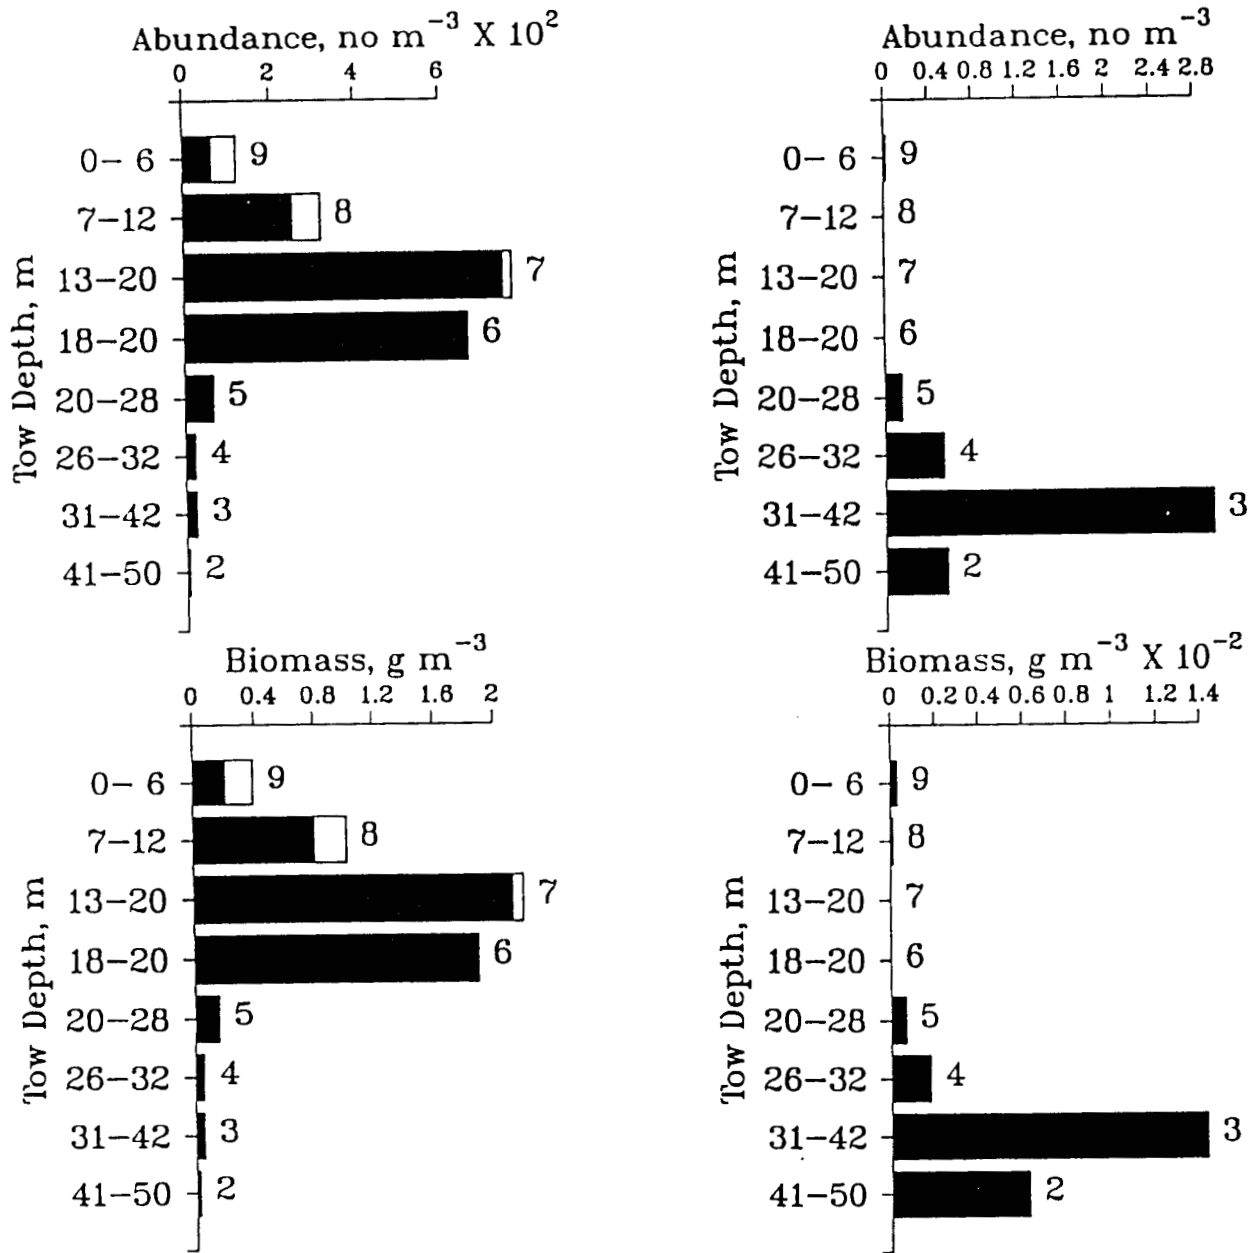 Abundance, no m⁻³ X 10²
0 2 4 6
Tow Depth, m
0– 6 9
7–12 8
13–20 7
18–20 6
20–28 5
26–32 4
31–42 3
41–50 2
Abundance, no m⁻³
0 0.4 0.8 1.2 1.6 2 2.4 2.8
Tow Depth, m
0– 6 9
7–12 8
13–20 7
18–20 6
20–28 5
26–32 4
31–42 3
41–50 2
Biomass, g m⁻³
0 0.4 0.8 1.2 1.6 2
Tow Depth, m
0– 6 9
7–12 8
13–20 7
18–20 6
20–28 5
26–32 4
31–42 3
41–50 2
Biomass, g m⁻³ X 10⁻²
0 0.2 0.4 0.6 0.8 1 1.2 1.4
Tow Depth, m
0– 6 9
7–12 8
13–20 7
18–20 6
20–28 5
26–32 4
31–42 3
41–50 2